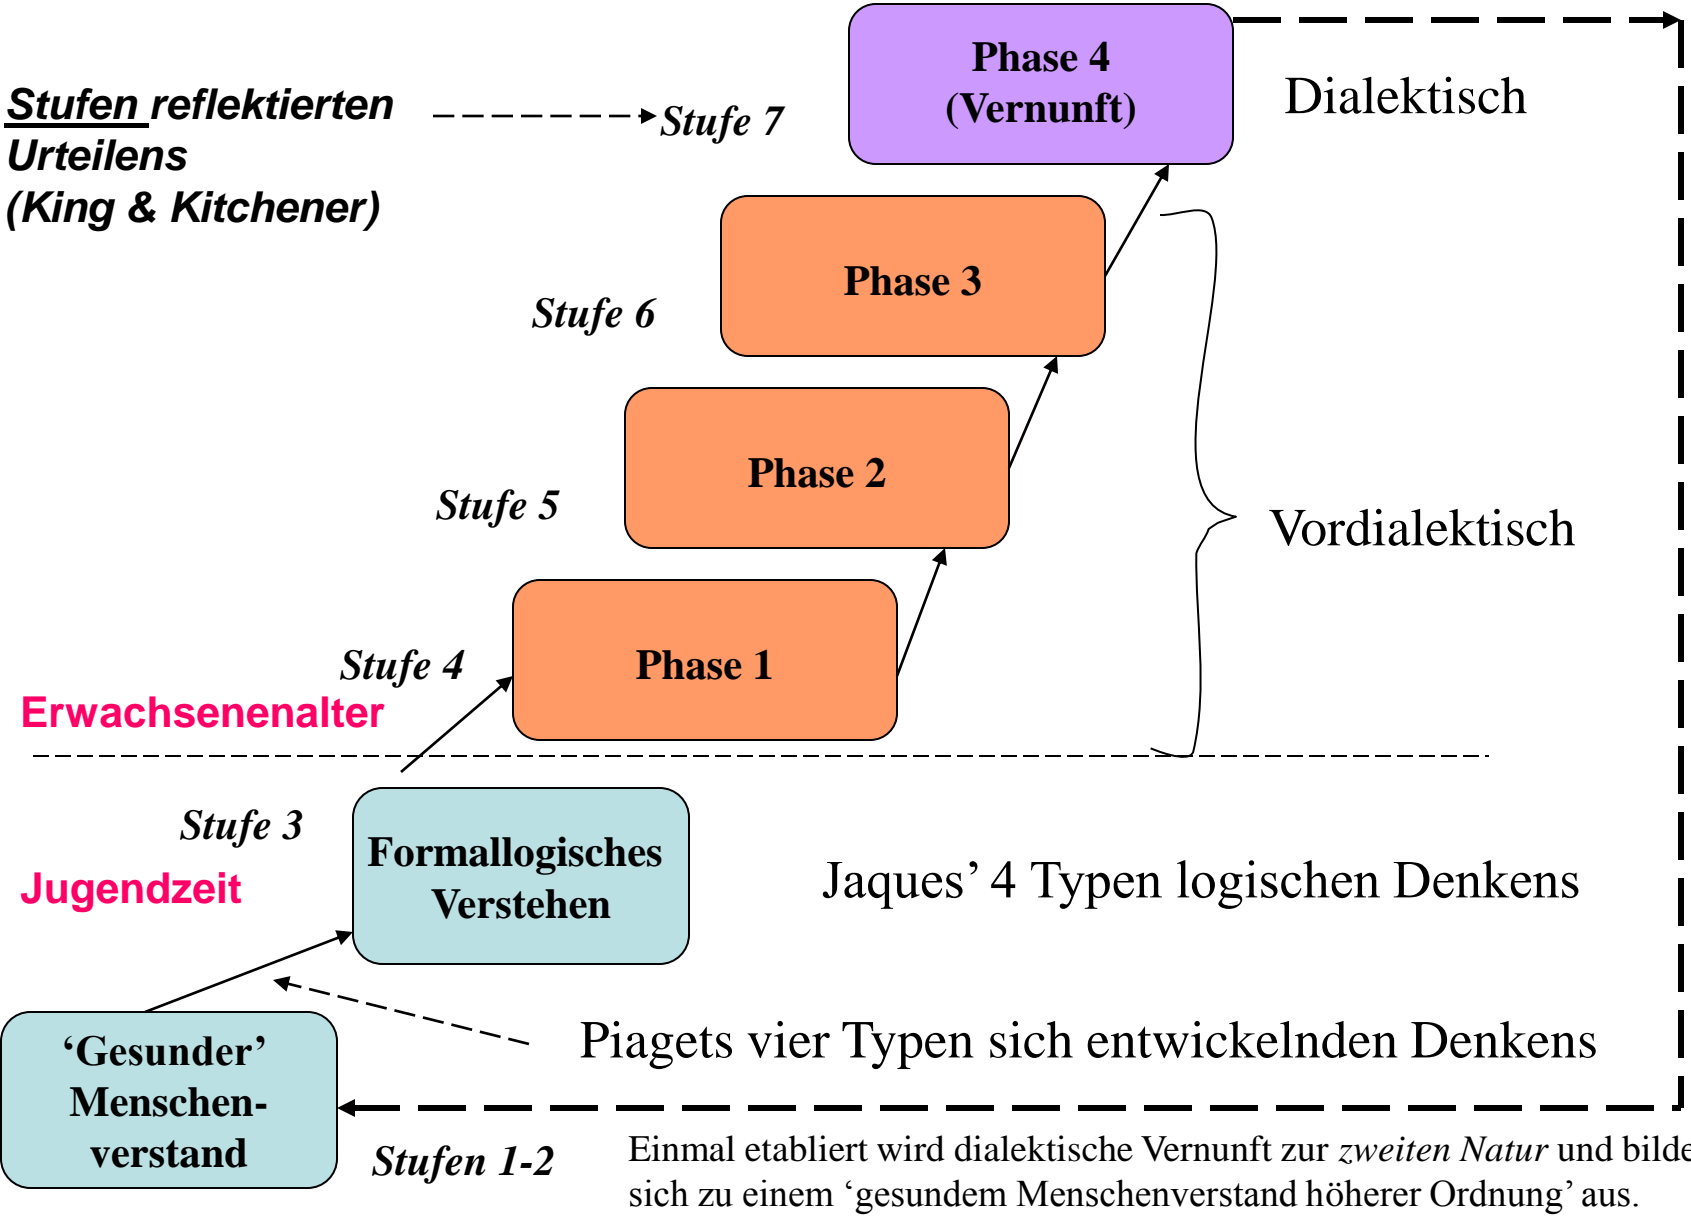 Phase 4
(Vernunft)
Dialektisch
Stufen reflektierten
Urteilens
(King & Kitchener)
Stufe 7
Phase 3
Stufe 6
Phase 2
Stufe 5
Vordialektisch
Phase 1
Stufe 4
Erwachsenenalter
Stufe 3
Formallogisches
Verstehen
Jugendzeit
Jaques’ 4 Typen logischen Denkens
Piagets vier Typen sich entwickelnden Denkens
‘Gesunder’
Menschen-
verstand
Stufen 1-2
Einmal etabliert wird dialektische Vernunft zur zweiten Natur und bilde
sich zu einem ‘gesundem Menschenverstand höherer Ordnung’ aus.